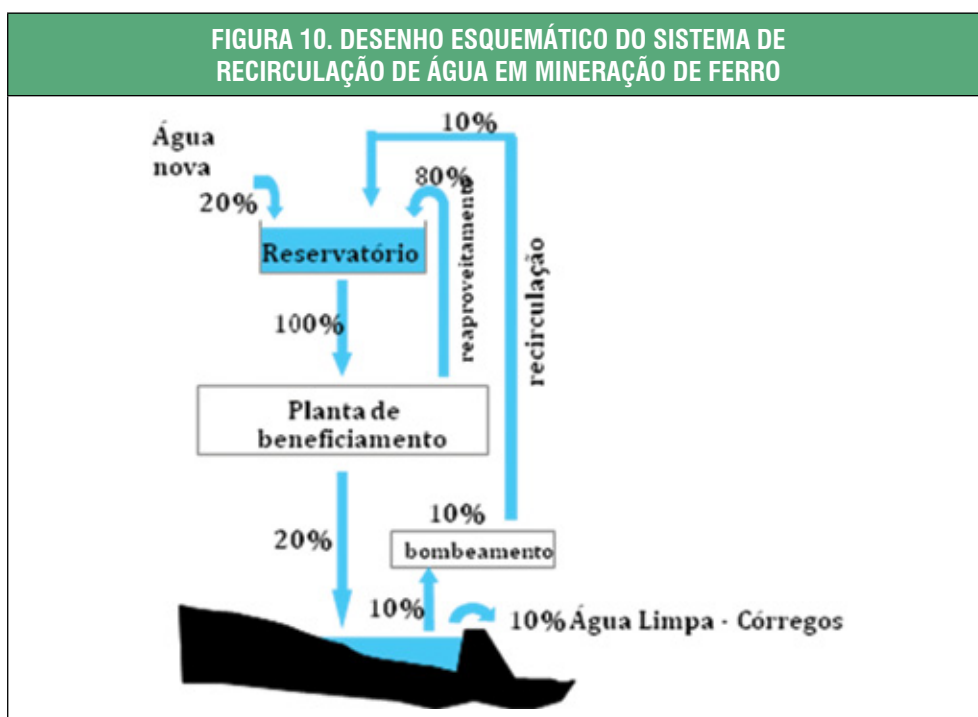 FIGURA 10. DESENHO ESQUEMÁTICO DO SISTEMA DE
RECIRCULAÇÃO DE ÁGUA EM MINERAÇÃO DE FERRO
10%
Água
nova
80%
20%
Reservatório
reaproveitamento
recirculação
100%
Planta de
beneficiamento
10%
20%
bombeamento
10%
10% Água Limpa - Córregos